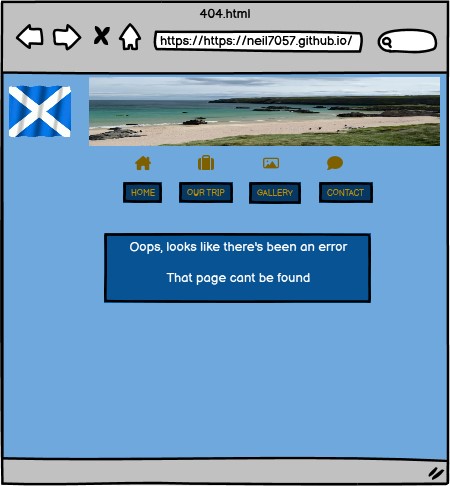 404.html
https://https://neil7057.github.io/
HOME
OUR TRIP
GALLERY
CONTACT
Oops, looks like there's been an error
That page cant be found